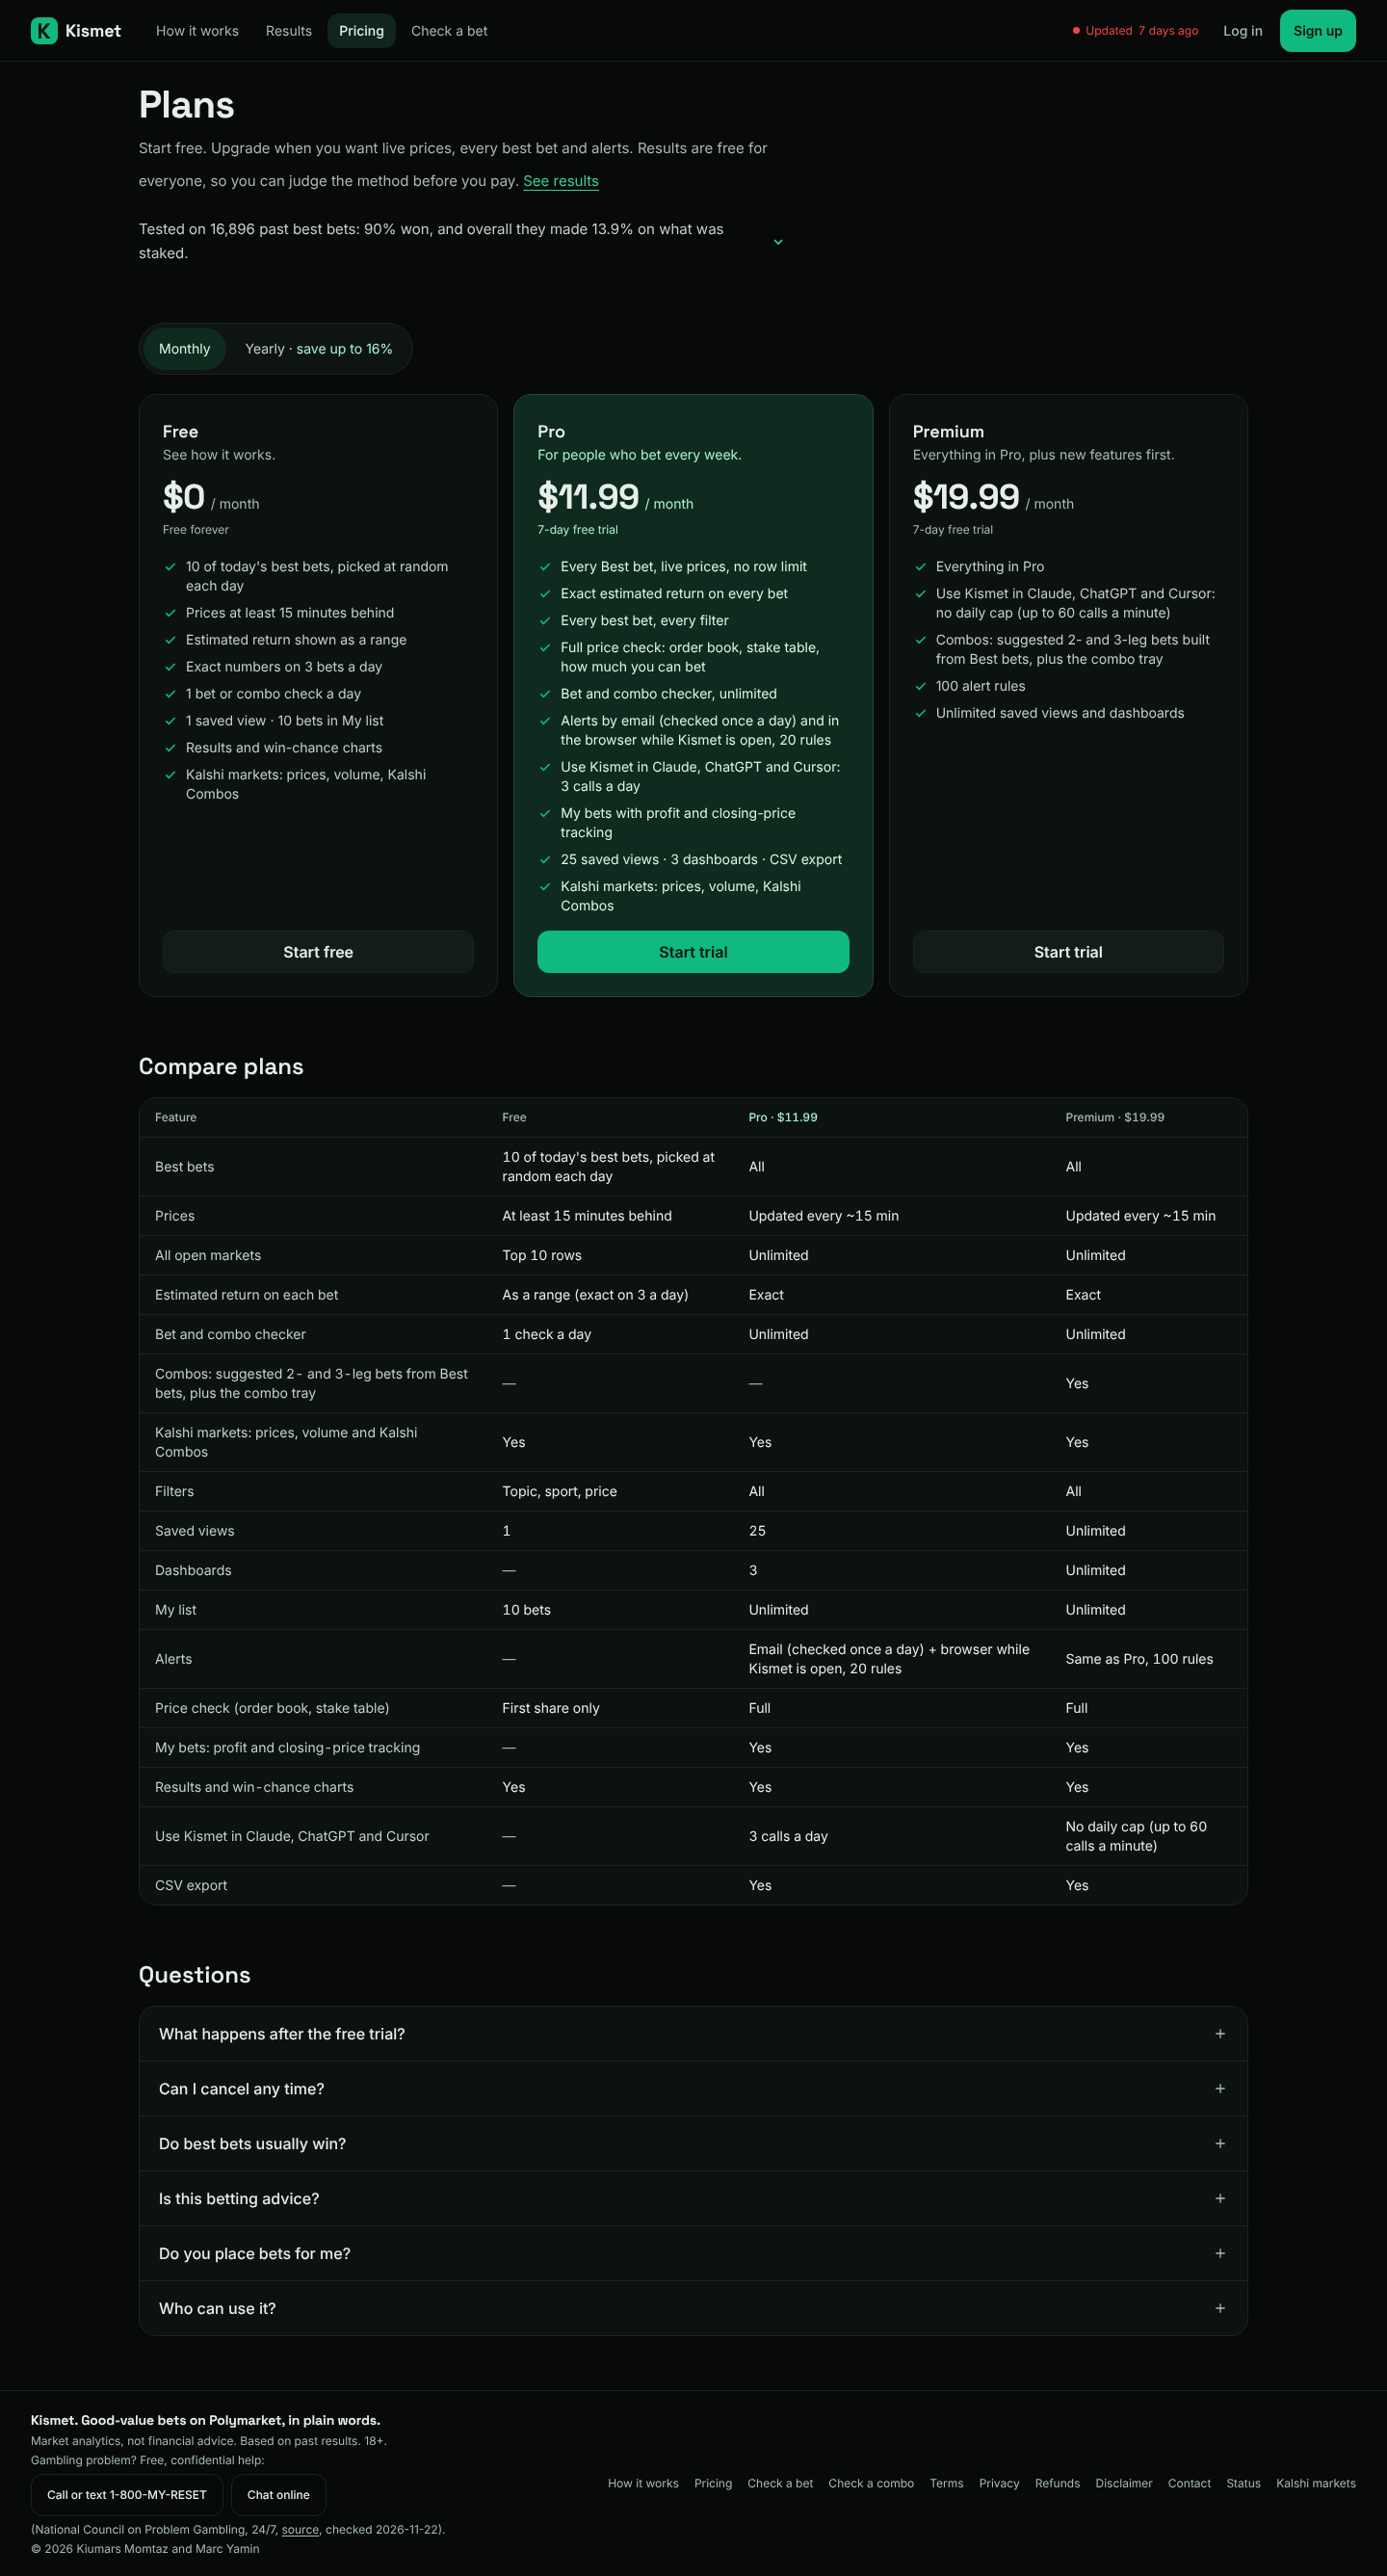 K Kismet
How it works
Results
Pricing
Check a bet
Updated 7 days ago
Log in
Sign up
Plans
Start free. Upgrade when you want live prices, every best bet and alerts. Results are free for
everyone, so you can judge the method before you pay. See results
Tested on 16,896 past best bets: 90% won, and overall they made 13.9% on what was
staked.
Monthly
Yearly · save up to 16%
Free
See how it works.
$0 / month
Free forever
10 of today's best bets, picked at random
each day
Prices at least 15 minutes behind
Estimated return shown as a range
Exact numbers on 3 bets a day
1 bet or combo check a day
1 saved view · 10 bets in My list
Results and win-chance charts
Kalshi markets: prices, volume, Kalshi
Combos
Start free
Pro
For people who bet every week.
$11.99 / month
7-day free trial
Every Best bet, live prices, no row limit
Exact estimated return on every bet
Every best bet, every filter
Full price check: order book, stake table,
how much you can bet
Bet and combo checker, unlimited
Alerts by email (checked once a day) and in
the browser while Kismet is open, 20 rules
Use Kismet in Claude, ChatGPT and Cursor:
3 calls a day
My bets with profit and closing-price
tracking
25 saved views · 3 dashboards · CSV export
Kalshi markets: prices, volume, Kalshi
Combos
Start trial
Premium
Everything in Pro, plus new features first.
$19.99 / month
7-day free trial
Everything in Pro
Use Kismet in Claude, ChatGPT and Cursor:
no daily cap (up to 60 calls a minute)
Combos: suggested 2- and 3-leg bets built
from Best bets, plus the combo tray
100 alert rules
Unlimited saved views and dashboards
Start trial
Compare plans
Feature
Free
Pro · $11.99
Premium · $19.99
Best bets
10 of today's best bets, picked at
random each day
All
All
Prices
At least 15 minutes behind
Updated every ~15 min
Updated every ~15 min
All open markets
Top 10 rows
Unlimited
Unlimited
Estimated return on each bet
As a range (exact on 3 a day)
Exact
Exact
Bet and combo checker
1 check a day
Unlimited
Unlimited
Combos: suggested 2- and 3-leg bets from Best
bets, plus the combo tray
—
—
Yes
Kalshi markets: prices, volume and Kalshi
Combos
Yes
Yes
Yes
Filters
Topic, sport, price
All
All
Saved views
1
25
Unlimited
Dashboards
—
3
Unlimited
My list
10 bets
Unlimited
Unlimited
Alerts
—
Email (checked once a day) + browser while
Kismet is open, 20 rules
Same as Pro, 100 rules
Price check (order book, stake table)
First share only
Full
Full
My bets: profit and closing-price tracking
—
Yes
Yes
Results and win-chance charts
Yes
Yes
Yes
Use Kismet in Claude, ChatGPT and Cursor
—
3 calls a day
No daily cap (up to 60
calls a minute)
CSV export
—
Yes
Yes
Questions
What happens after the free trial? +
Can I cancel any time? +
Do best bets usually win? +
Is this betting advice? +
Do you place bets for me? +
Who can use it? +
Kismet. Good-value bets on Polymarket, in plain words.
Market analytics, not financial advice. Based on past results. 18+.
Gambling problem? Free, confidential help:
Call or text 1-800-MY-RESET
Chat online
(National Council on Problem Gambling, 24/7, source, checked 2026-11-22).
© 2026 Kiumars Momtaz and Marc Yamin
How it works
Pricing
Check a bet
Check a combo
Terms
Privacy
Refunds
Disclaimer
Contact
Status
Kalshi markets